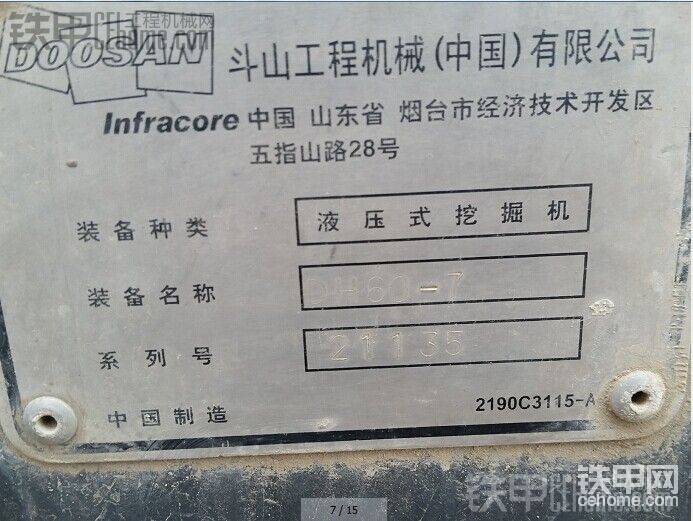 铁甲工程机械网
cehome.com
DOOSAN 斗山工程机械(中国)有限公司
Infracore 中国 山东省 烟台市经济技术开发区
五指山路28号
装备种类 液压式挖掘机
装备名称 DH60-7
系列号 21135
中国制造 2190C3115-A
铁甲网
cehome.com
7 / 15